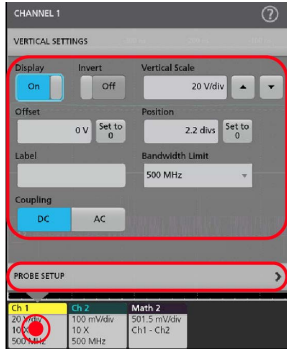 CHANNEL 1 ?
VERTICAL SETTINGS
Display Invert Vertical Scale
On Off 20 V/div
Offset Position
0 V Set to 0 2.2 divs Set to 0
Label Bandwidth Limit
500 MHz
Coupling
DC AC
PROBE SETUP
Ch 1 Ch 2 Math 2
20 V/div 100 mV/div 501.5 mV/div
10 X 10 X Ch1 - Ch2
500 MHz 500 MHz